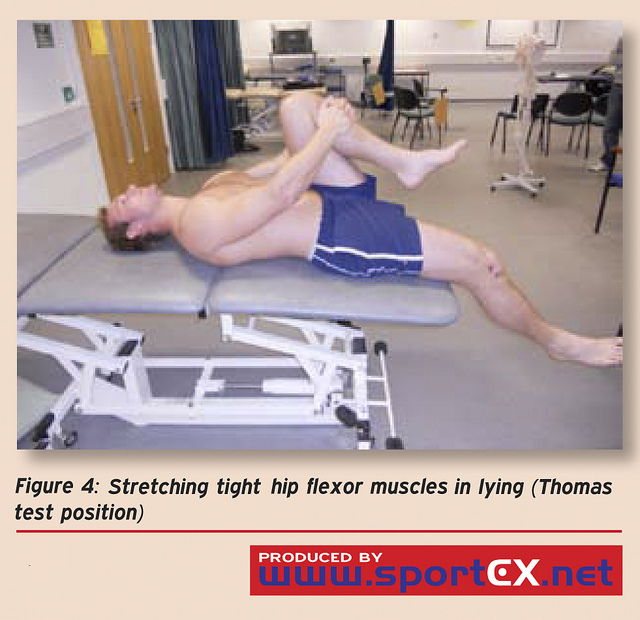 Figure 4: Stretching tight hip flexor muscles in lying (Thomas
test position)
PRODUCED BY
www.sportEX.net